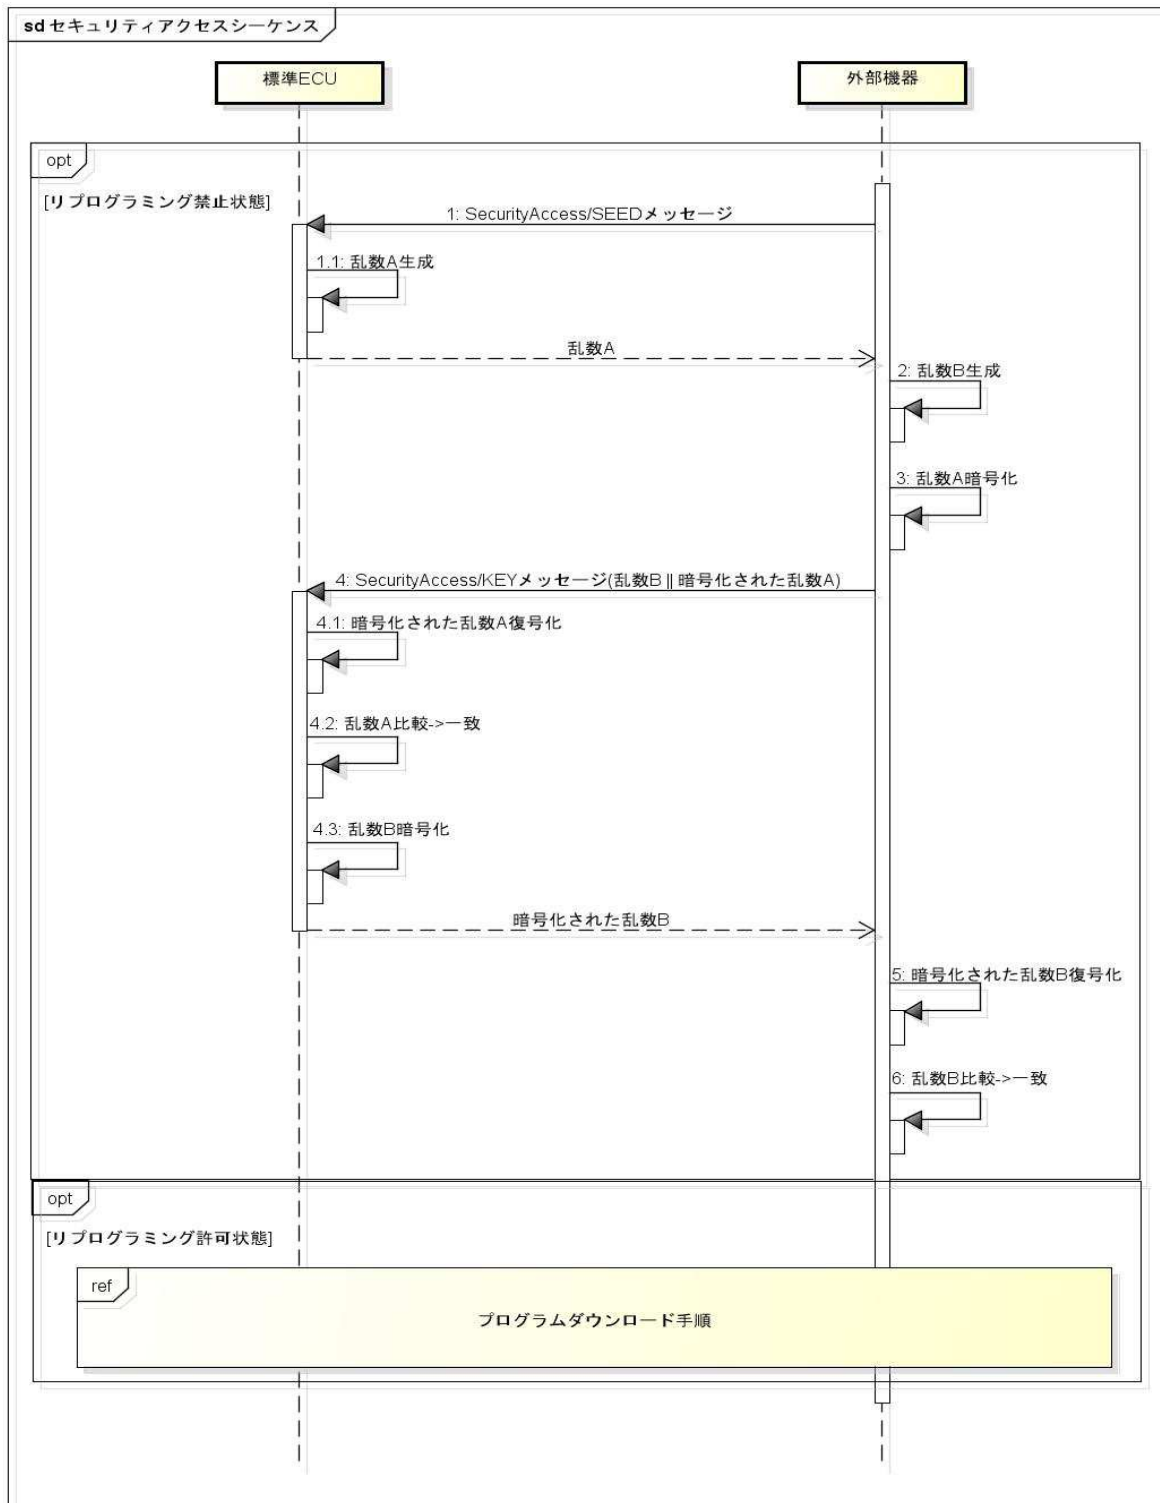 sd セキュリティアクセスシーケンス
標準ECU
外部機器
opt
[リプログラミング禁止状態]
1: SecurityAccess/SEEDメッセージ
1.1: 乱数A生成
乱数A
2: 乱数B生成
3: 乱数A暗号化
4: SecurityAccess/KEYメッセージ(乱数B || 暗号化された乱数A)
4.1: 暗号化された乱数A復号化
4.2: 乱数A比較->一致
4.3: 乱数B暗号化
暗号化された乱数B
5: 暗号化された乱数B復号化
6: 乱数B比較->一致
opt
[リプログラミング許可状態]
ref
プログラムダウンロード手順